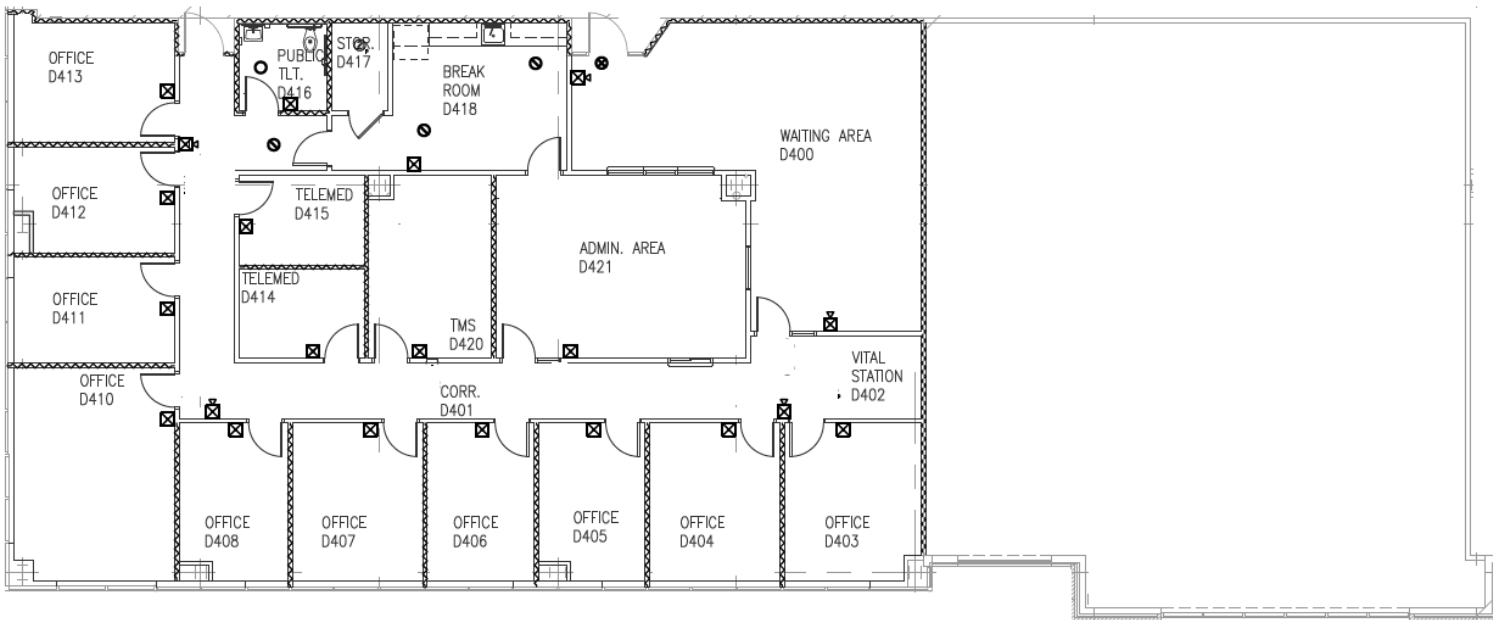 OFFICE
D413
PUBLIC
TLT.
D416
STOR.
D417
BREAK
ROOM
D418
WAITING AREA
D400
OFFICE
D412
TELEMED
D415
ADMIN. AREA
D421
TELEMED
D414
OFFICE
D411
TMS
D420
OFFICE
D410
CORR.
D401
VITAL
STATION
D402
OFFICE
D408
OFFICE
D407
OFFICE
D406
OFFICE
D405
OFFICE
D404
OFFICE
D403